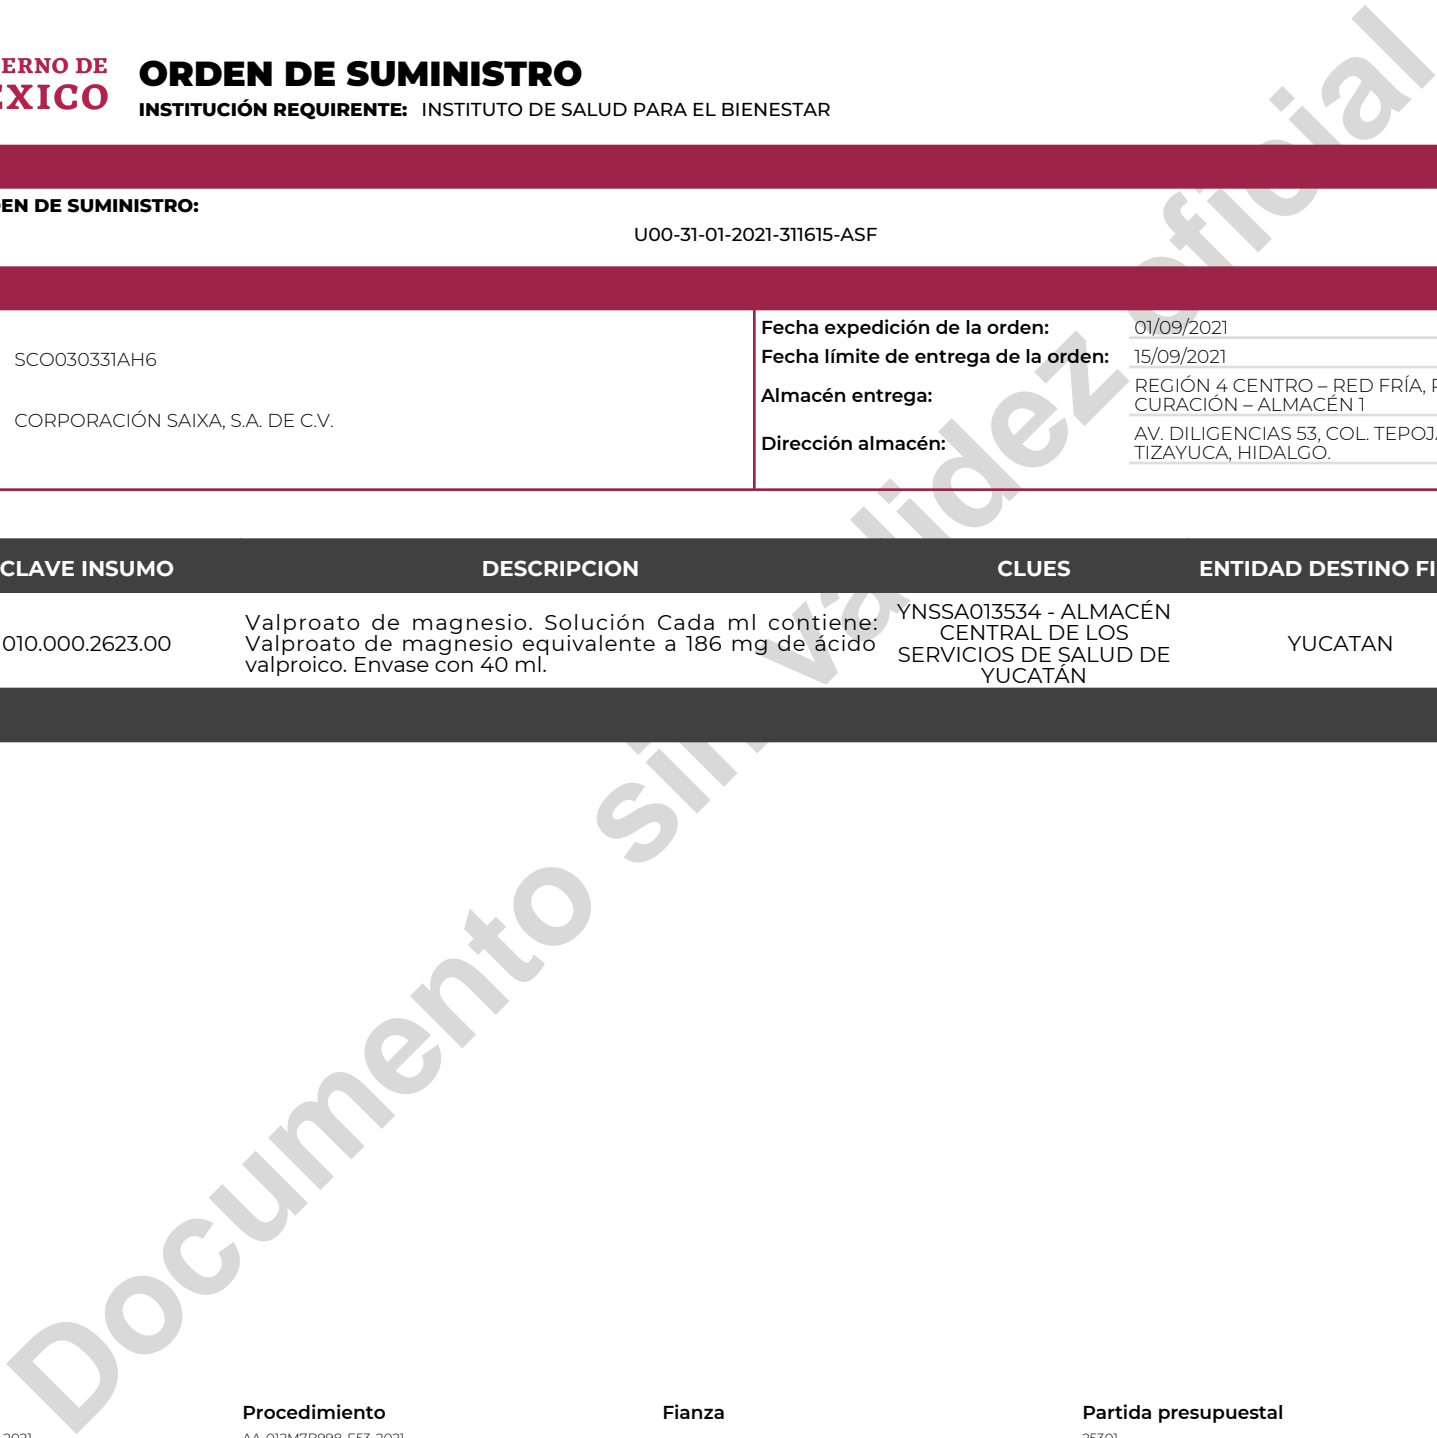 ERNO DE
ÉXICO
ORDEN DE SUMINISTRO
INSTITUCIÓN REQUIRENTE: INSTITUTO DE SALUD PARA EL BIENESTAR
EN DE SUMINISTRO:
U00-31-01-2021-311615-ASF
SCO030331AH6
CORPORACIÓN SAIXA, S.A. DE C.V.
Fecha expedición de la orden: 01/09/2021
Fecha límite de entrega de la orden: 15/09/2021
Almacén entrega: REGIÓN 4 CENTRO – RED FRÍA,
CURACIÓN – ALMACÉN 1
Dirección almacén: AV. DILIGENCIAS 53, COL. TEPOJA
TIZAYUCA, HIDALGO.
CLAVE INSUMO DESCRIPCION CLUES ENTIDAD DESTINO FI
010.000.2623.00
Valproato de magnesio. Solución Cada ml contiene:
Valproato de magnesio equivalente a 186 mg de ácido
valproico. Envase con 40 ml.
YNSSA013534 - ALMACÉN
CENTRAL DE LOS
SERVICIOS DE SALUD DE
YUCATÁN
YUCATAN
Documento sin validez oficial
Procedimiento Fianza Partida presupuestal